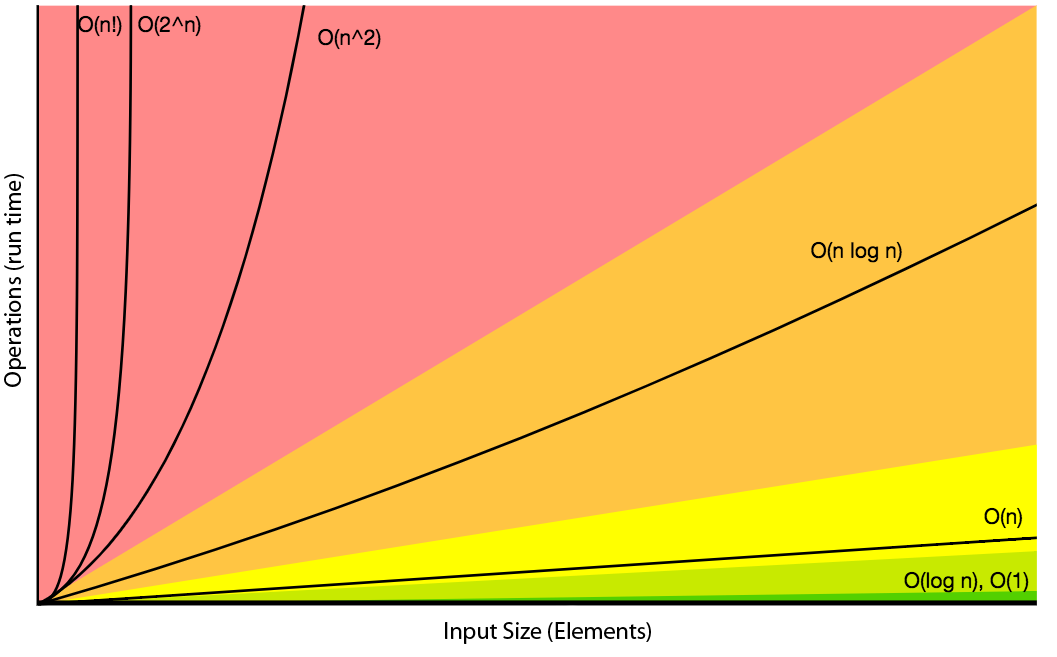 O(n!)
O(2^n)
O(n^2)
O(n log n)
O(n)
O(log n), O(1)
Operations (run time)
Input Size (Elements)